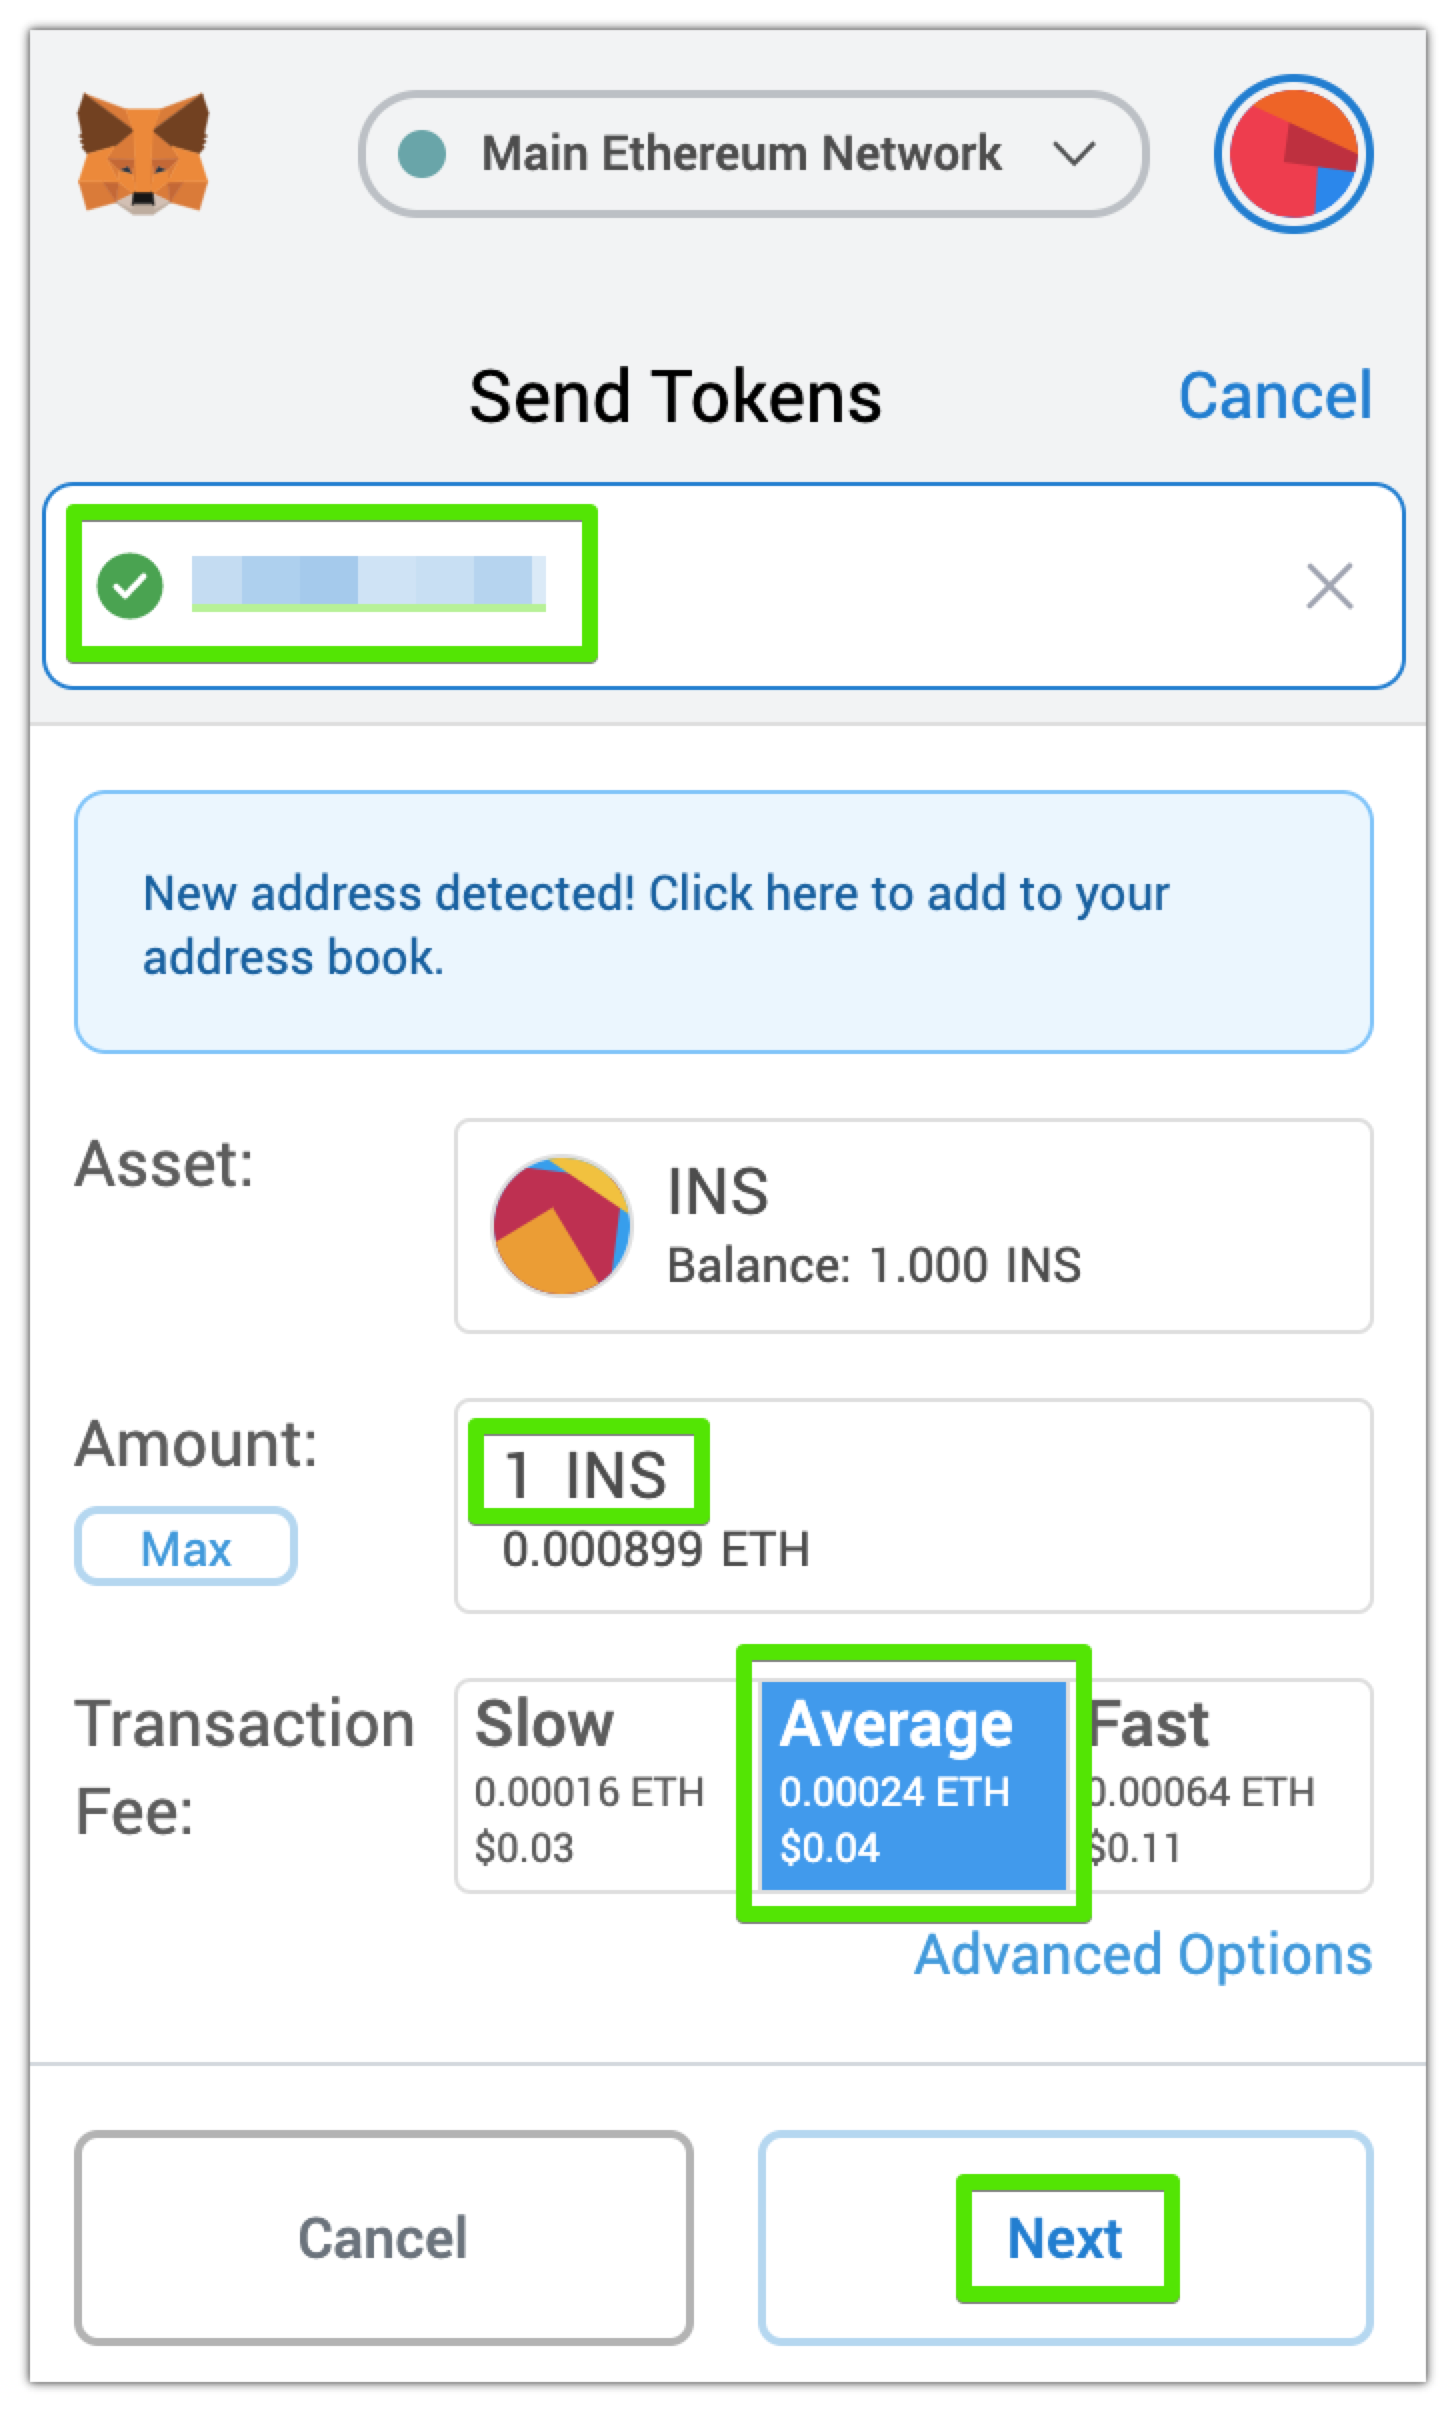 Main Ethereum Network
Send Tokens
Cancel
New address detected! Click here to add to your
address book.
Asset:
INS
Balance: 1.000 INS
Amount:
1 INS
Max
0.000899 ETH
Transaction
Fee:
Slow
0.00016 ETH
$0.03
Average
0.00024 ETH
$0.04
Fast
0.00064 ETH
$0.11
Advanced Options
Cancel
Next